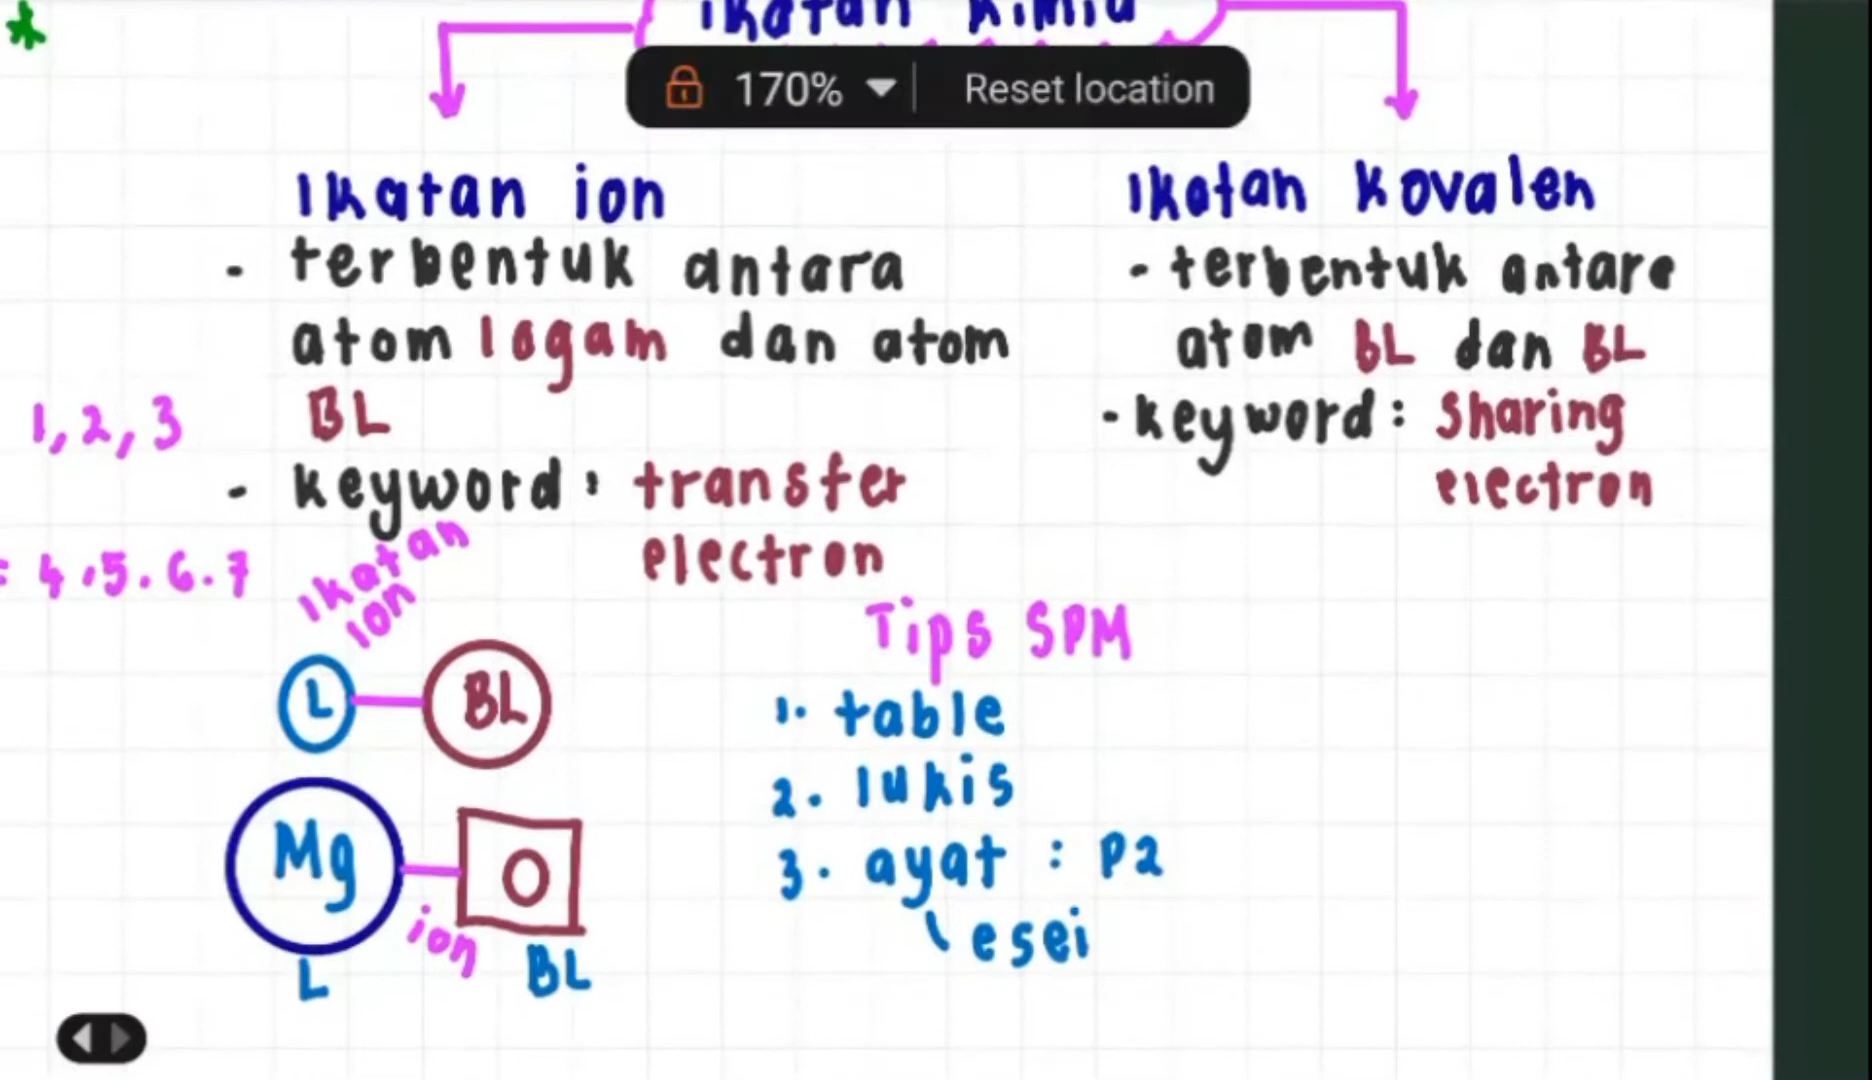 Ikatan kimia
170%
Reset location
Ikatan ion
- terbentuk antara
atom logam dan atom
BL
- keyword : transfer
electron
Ikatan kovalen
- terbentuk antara
atom BL dan BL
- keyword : sharing
electron
1, 2, 3
: 4.5.6.7
Ikatan
ion
L
BL
Mg
O
ion
L
BL
Tips SPM
1. table
2. lukis
3. ayat : P2
esei